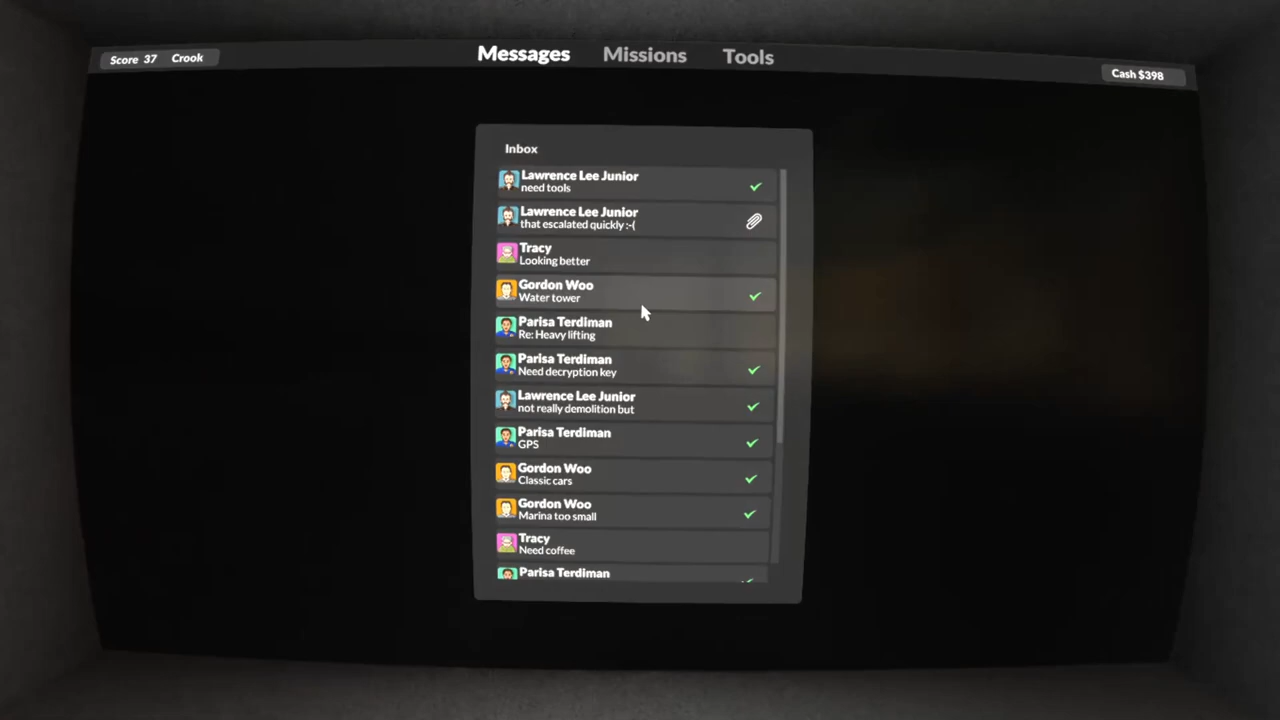 Score 37 Crook
Messages Missions Tools
Cash $398
Inbox
Lawrence Lee Junior
need tools
Lawrence Lee Junior
that escalated quickly :-(
Tracy
Looking better
Gordon Woo
Water tower
Parisa Terdiman
Re: Heavy lifting
Parisa Terdiman
Need decryption key
Lawrence Lee Junior
not really demolition but
Parisa Terdiman
GPS
Gordon Woo
Classic cars
Gordon Woo
Marina too small
Tracy
Need coffee
Parisa Terdiman